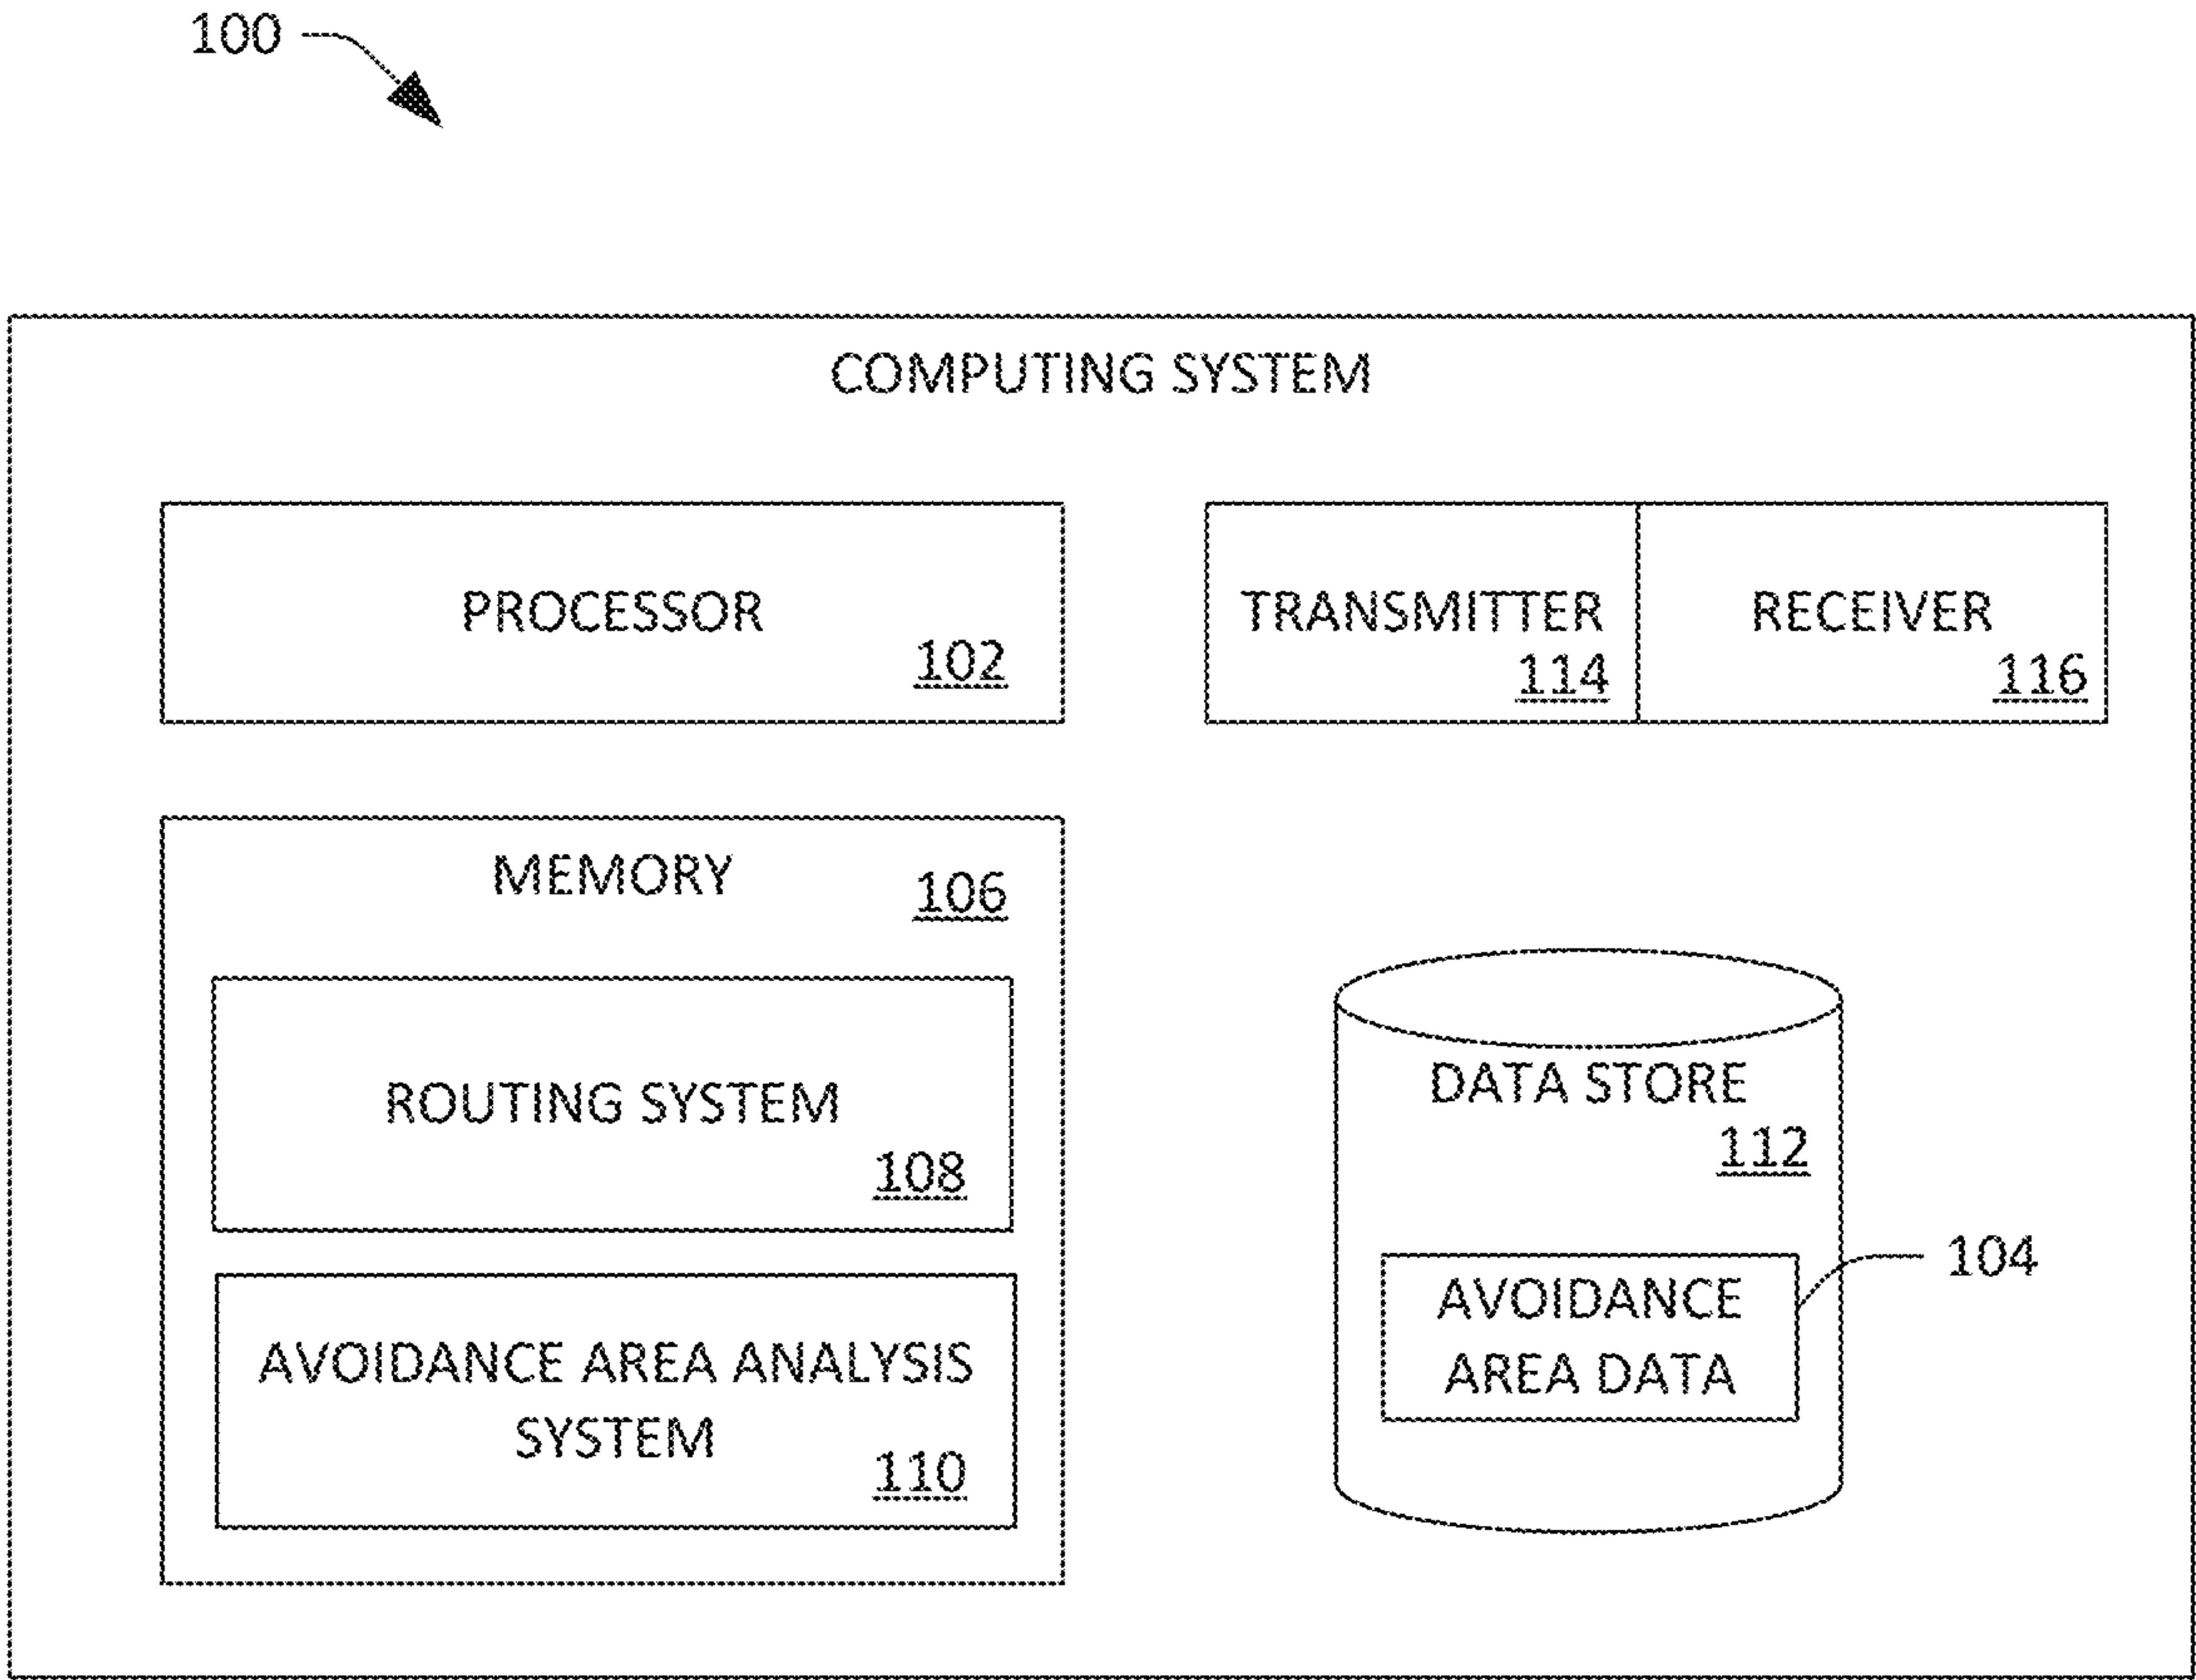 100
COMPUTING SYSTEM
PROCESSOR
102
TRANSMITTER
114
RECEIVER
116
MEMORY
106
ROUTING SYSTEM
108
AVOIDANCE AREA ANALYSIS
SYSTEM
110
DATA STORE
112
AVOIDANCE
AREA DATA
104